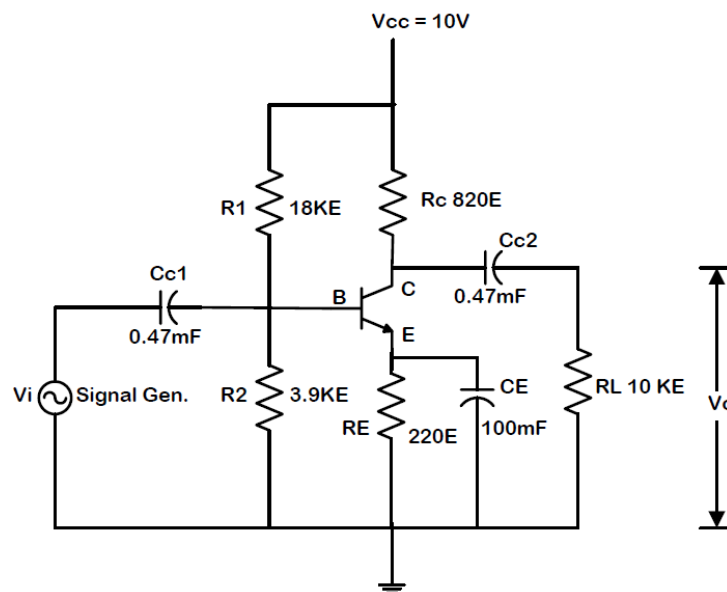 Vcc = 10V
R1 18KE
Rc 820E
Cc1
0.47mF
Cc2
0.47mF
B
C
E
Vi
Signal Gen.
R2 3.9KE
RE 220E
CE
100mF
RL 10 KE